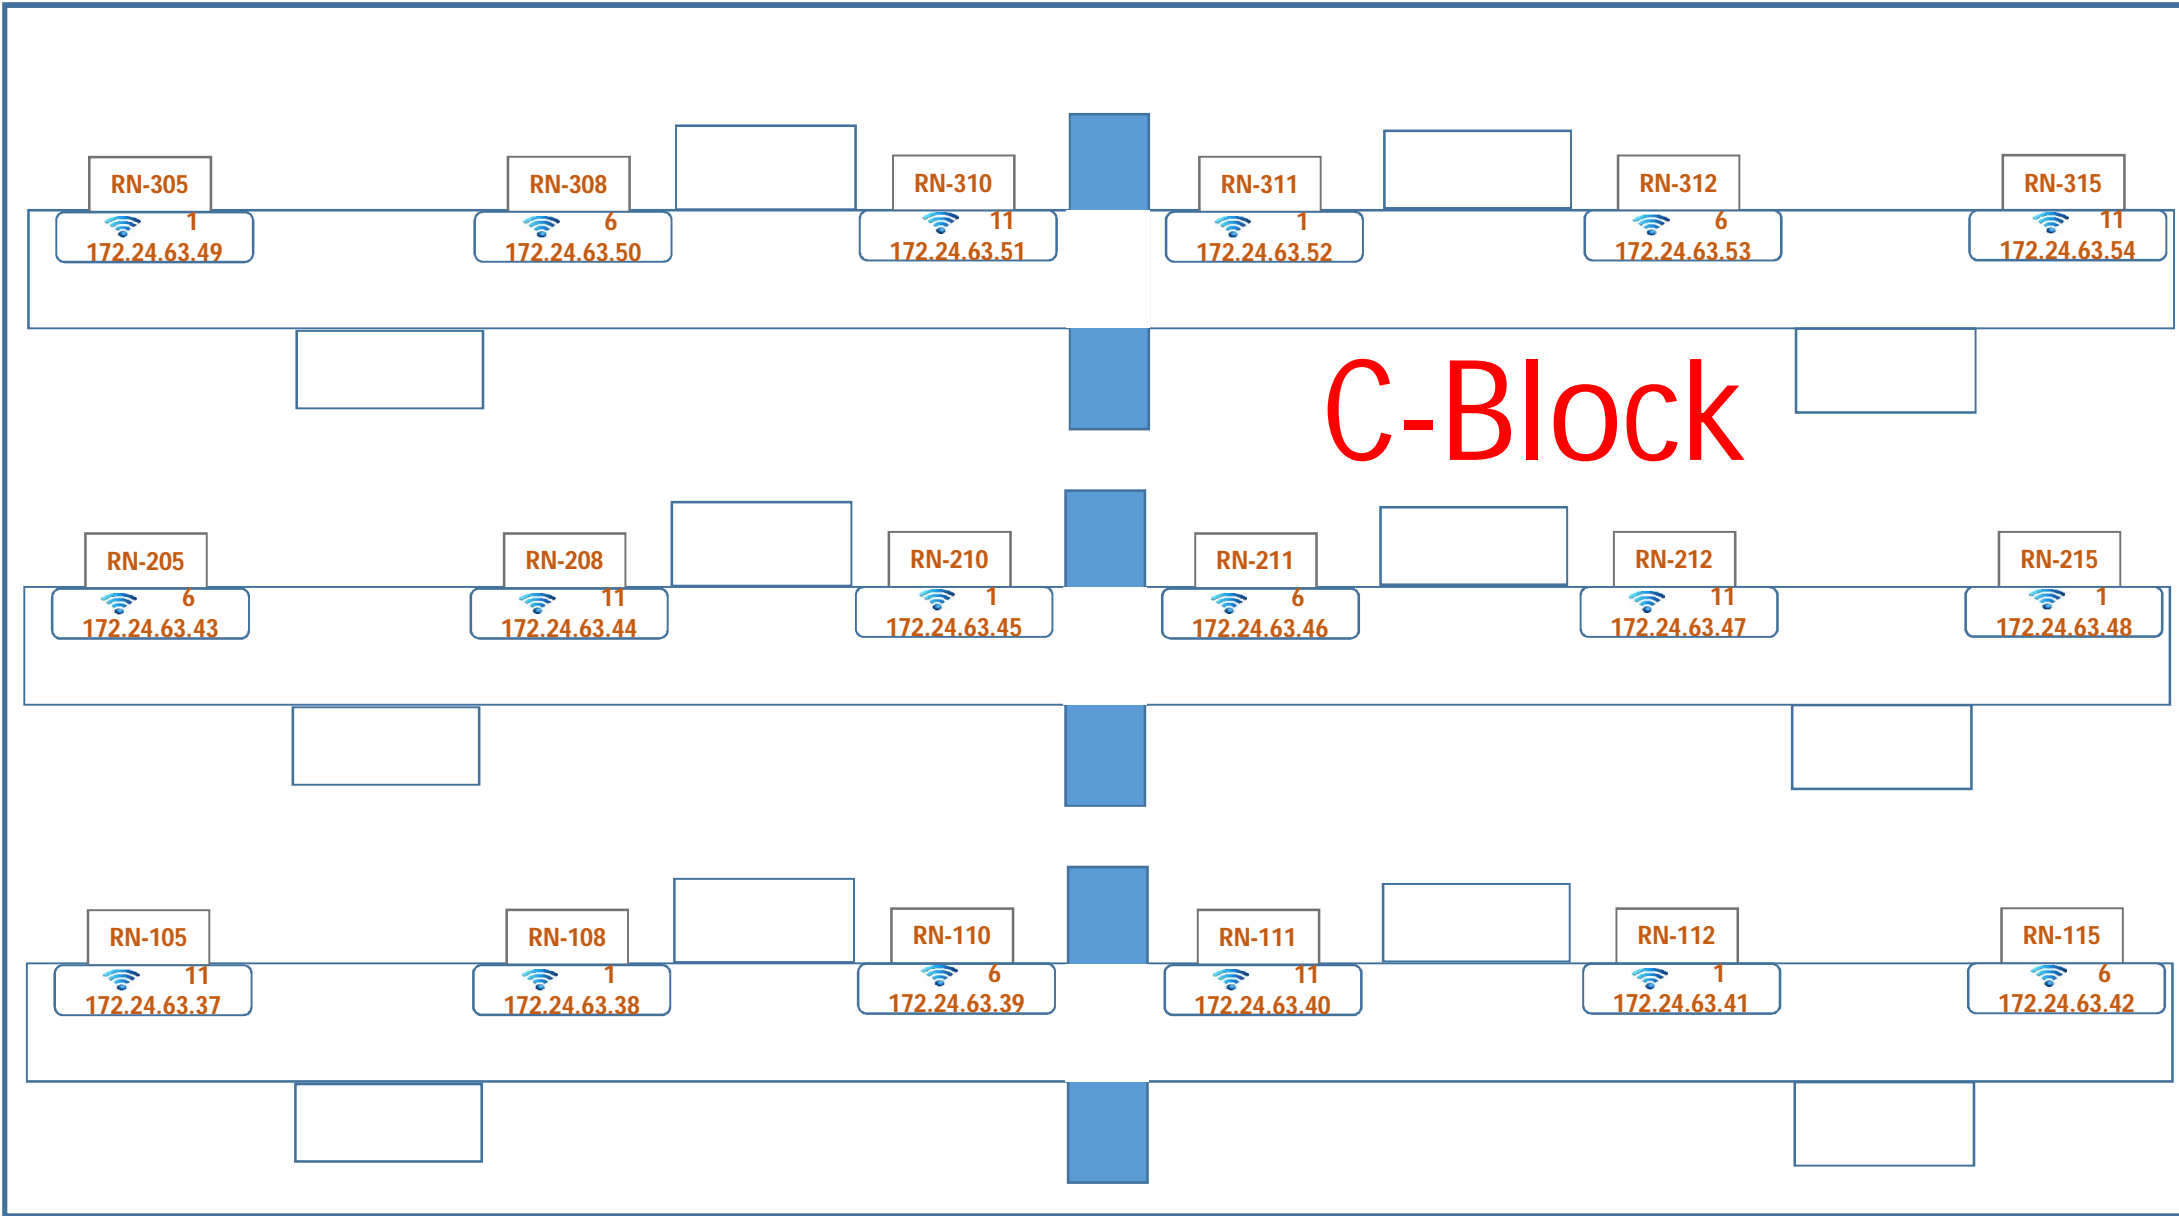 RN-305 RN-308 RN-310 RN-311 RN-312 RN-315
1 6 11 1 6 11
172.24.63.49 172.24.63.50 172.24.63.51 172.24.63.52 172.24.63.53 172.24.63.54
C-Block
RN-205 RN-208 RN-210 RN-211 RN-212 RN-215
6 11 1 6 11 1
172.24.63.43 172.24.63.44 172.24.63.45 172.24.63.46 172.24.63.47 172.24.63.48
RN-105 RN-108 RN-110 RN-111 RN-112 RN-115
11 1 6 11 1 6
172.24.63.37 172.24.63.38 172.24.63.39 172.24.63.40 172.24.63.41 172.24.63.42